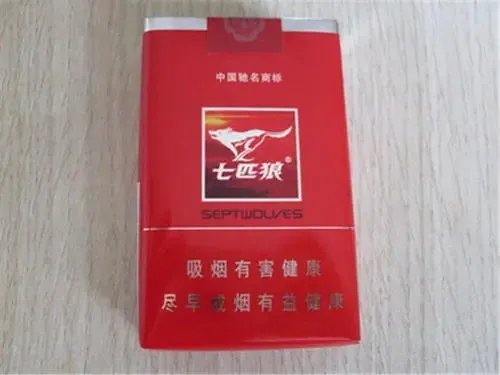 中国驰名商标
七匹狼®
SEPTWOLVES
吸烟有害健康
尽早戒烟有益健康